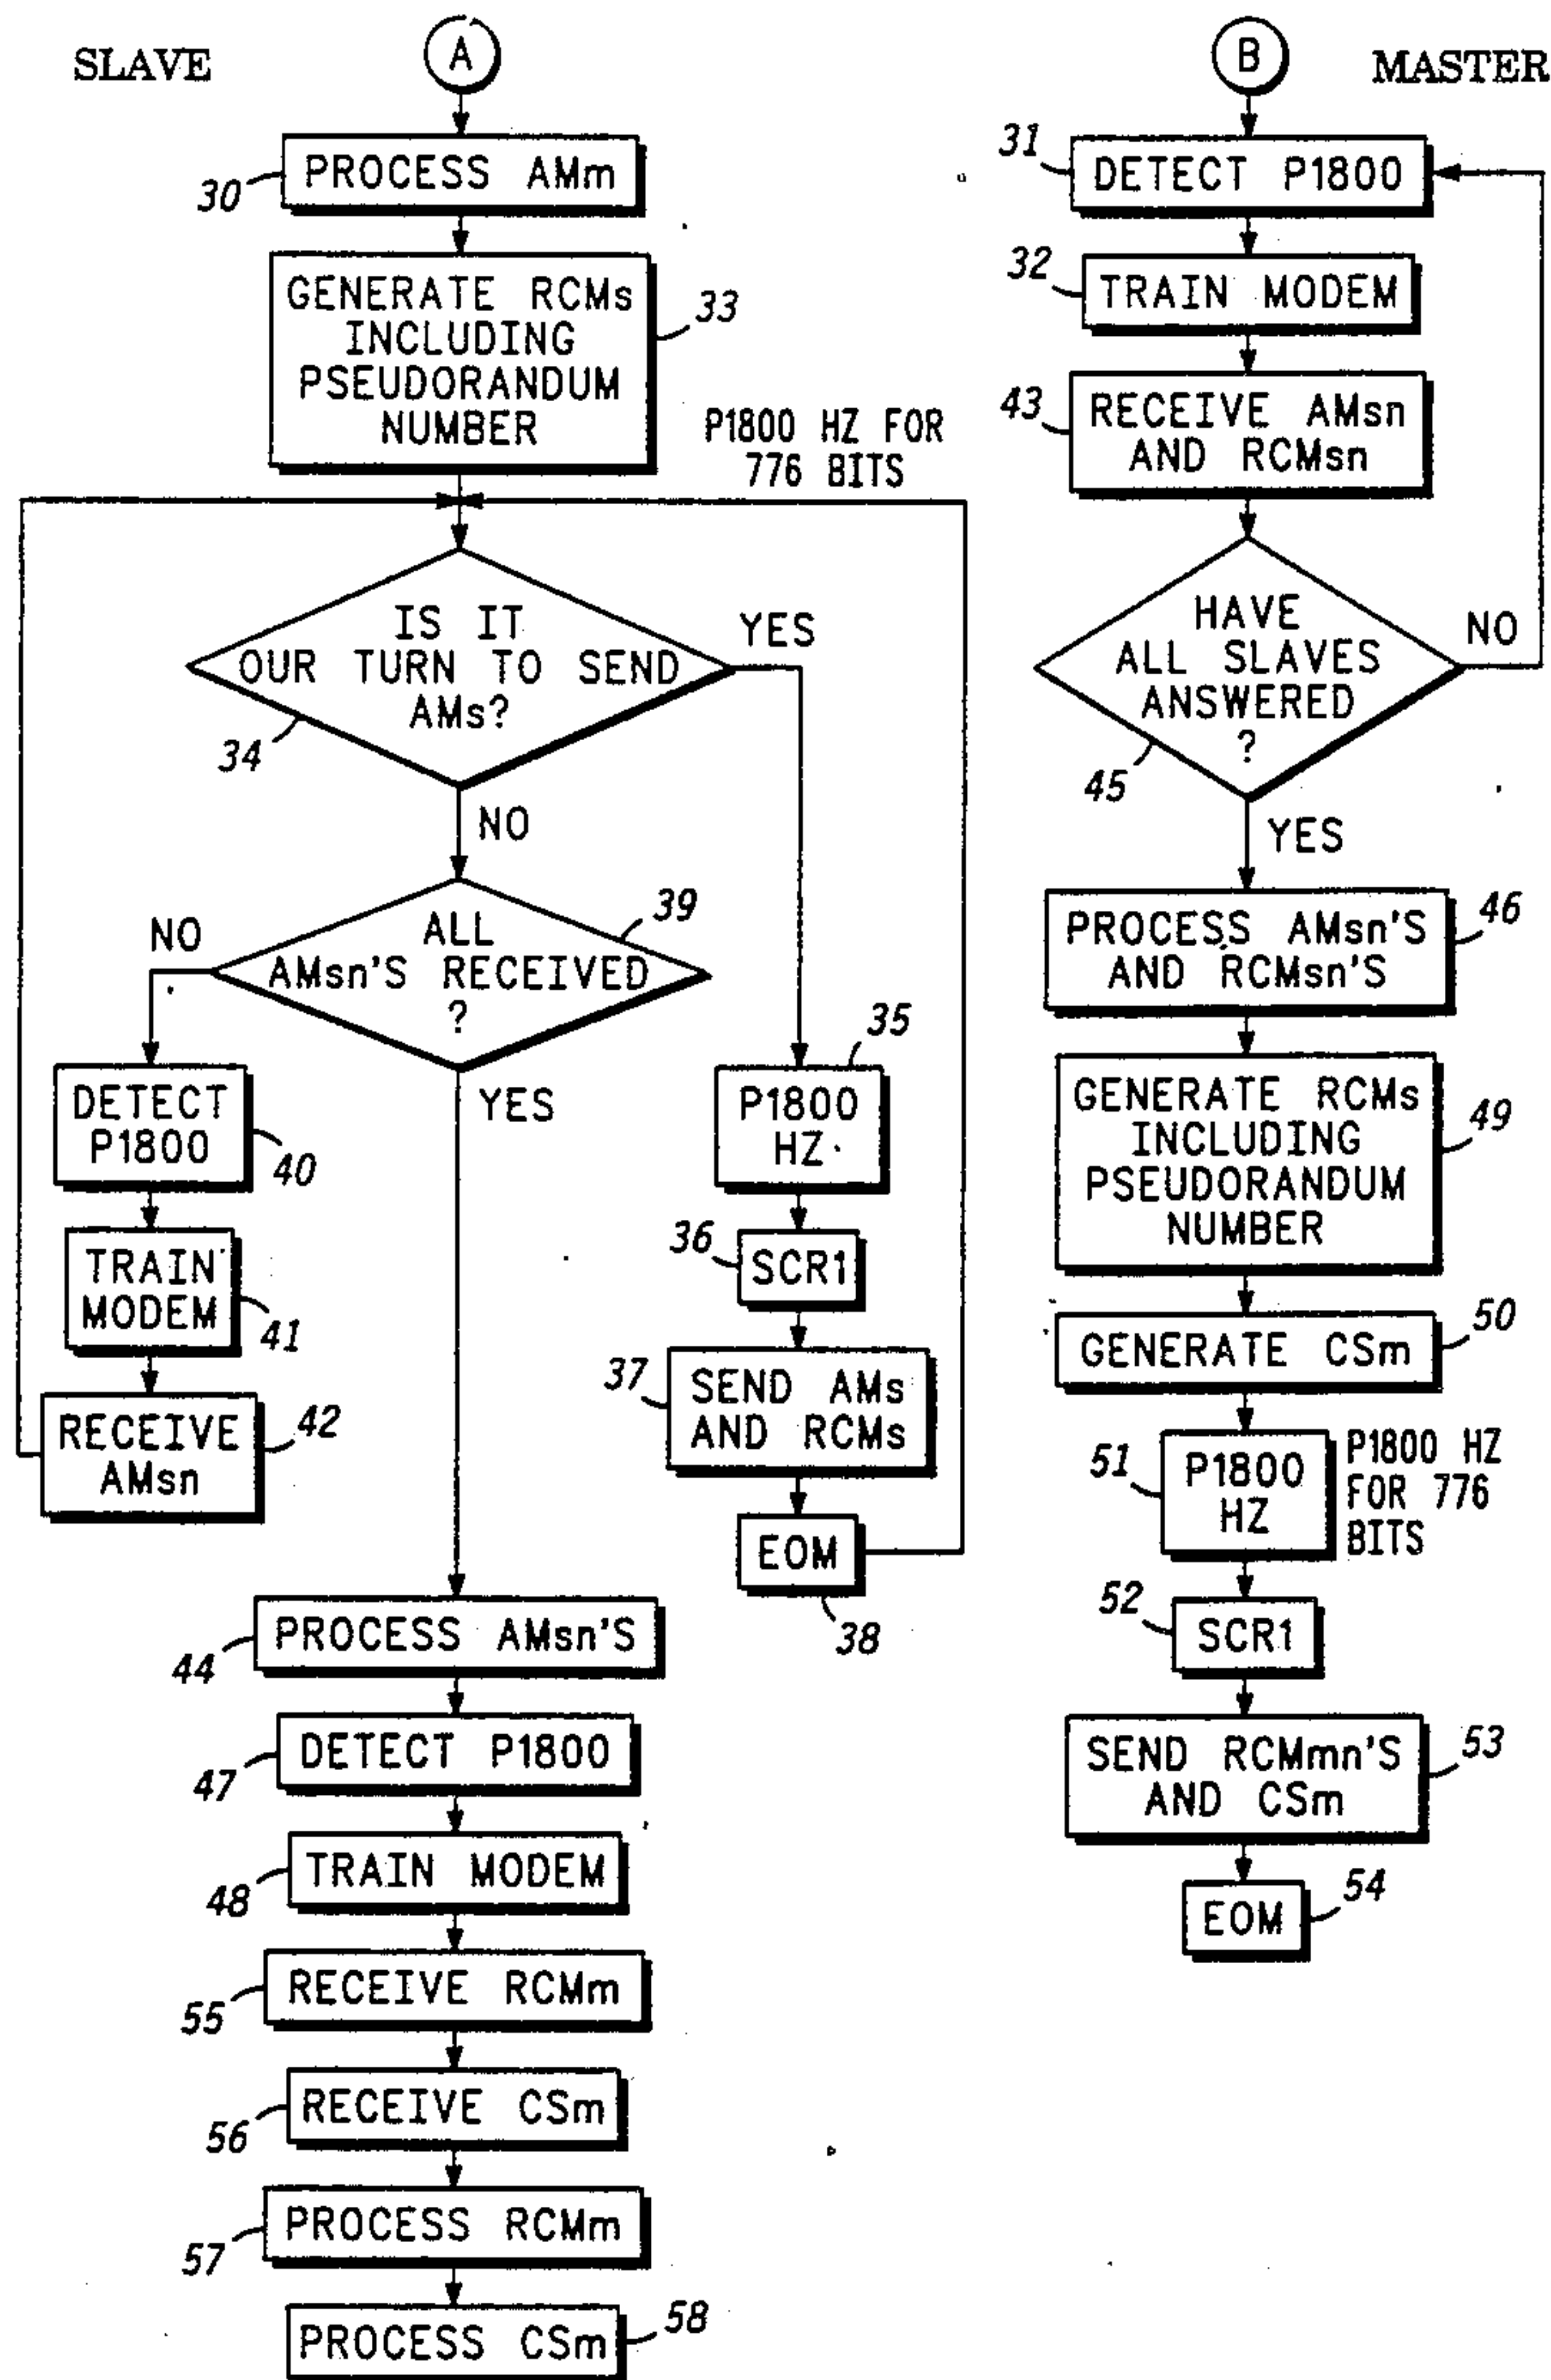 SLAVE
A
30
PROCESS AMm
GENERATE RCMs
INCLUDING
PSEUDORANDUM
NUMBER
33
P1800 HZ FOR
776 BITS
IS IT
OUR TURN TO SEND
AMs?
34
YES
NO
ALL
AMsn'S RECEIVED
?
39
NO
YES
DETECT
P1800
40
TRAIN
MODEM
41
RECEIVE
AMsn
42
35
P1800
HZ
36
SCR1
37
SEND AMs
AND RCMs
EOM
38
44
PROCESS AMsn'S
47
DETECT P1800
48
TRAIN MODEM
55
RECEIVE RCMm
56
RECEIVE CSm
57
PROCESS RCMm
PROCESS CSm
58
MASTER
B
31
DETECT P1800
32
TRAIN MODEM
43
RECEIVE AMsn
AND RCMsn
HAVE
ALL SLAVES
ANSWERED
?
45
NO
YES
PROCESS AMsn'S
AND RCMsn'S
46
GENERATE RCMs
INCLUDING
PSEUDORANDUM
NUMBER
49
GENERATE CSm
50
51
P1800
HZ
P1800 HZ
FOR 776
BITS
52
SCR1
SEND RCMmn'S
AND CSm
53
EOM
54